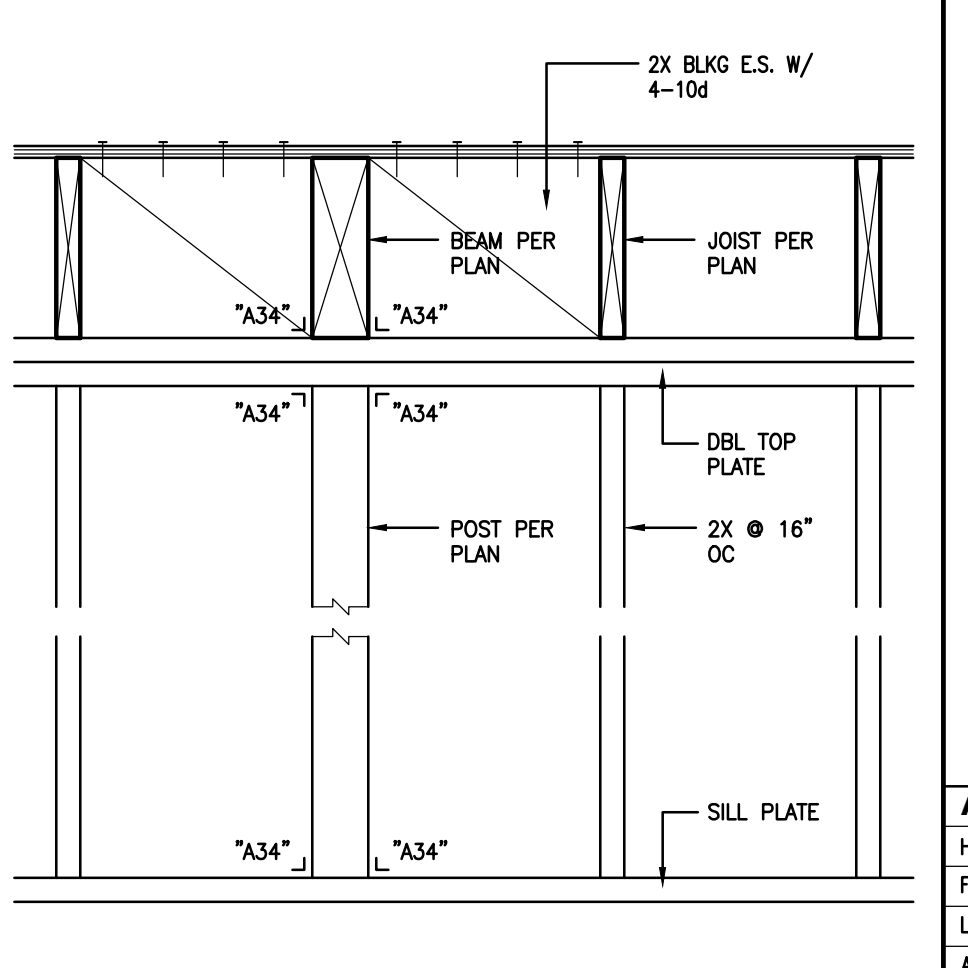 2X BLKG E.S. W/
4-10d
BEAM PER
PLAN
JOIST PER
PLAN
"A34"
"A34"
"A34"
"A34"
DBL TOP
PLATE
POST PER
PLAN
2X @ 16"
OC
SILL PLATE
"A34"
"A34"